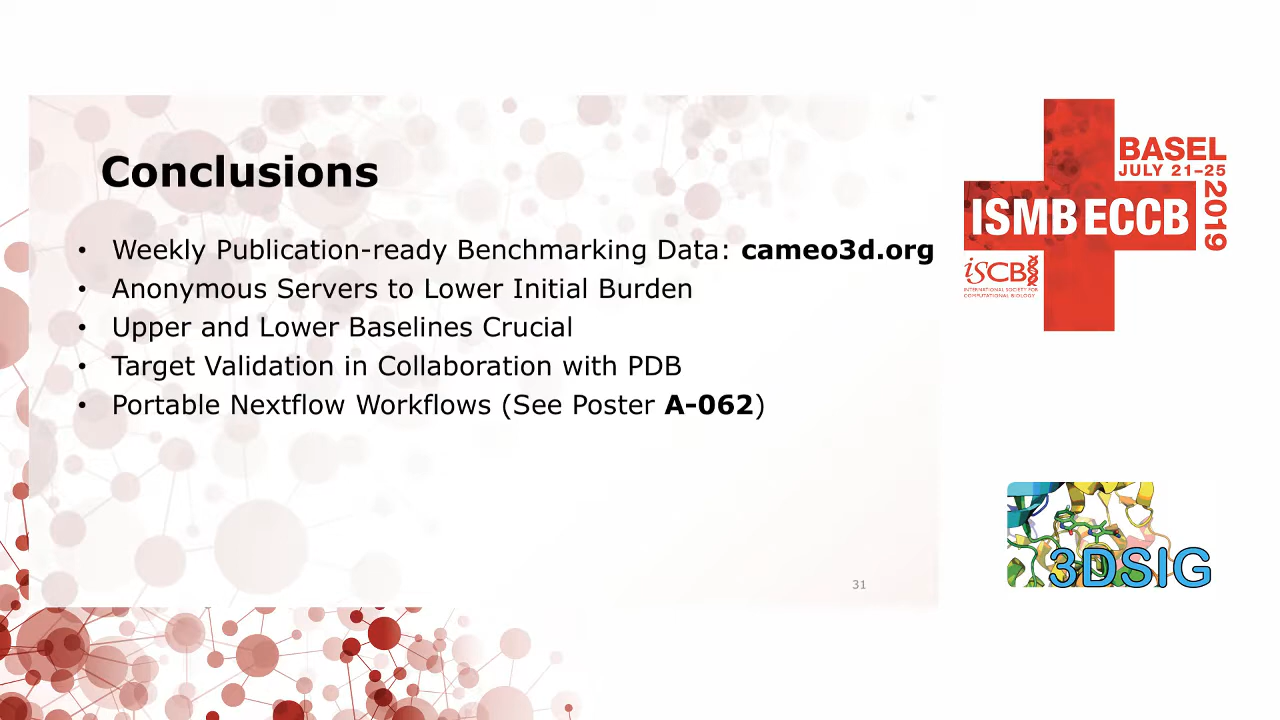 Conclusions
• Weekly Publication-ready Benchmarking Data: cameo3d.org
• Anonymous Servers to Lower Initial Burden
• Upper and Lower Baselines Crucial
• Target Validation in Collaboration with PDB
• Portable Nextflow Workflows (See Poster A-062)
31
BASEL
JULY 21–25
2019
ISMB ECCB
ISCB
INTERNATIONAL SOCIETY FOR
COMPUTATIONAL BIOLOGY
3DSIG